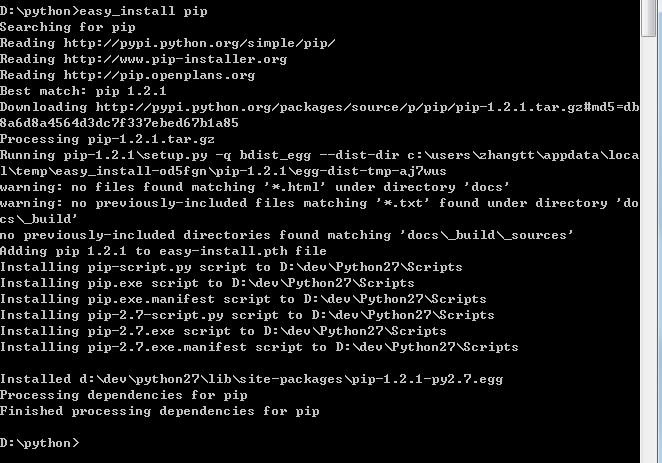 D:\python>easy_install pip
Searching for pip
Reading http://pypi.python.org/simple/pip/
Reading http://www.pip-installer.org
Reading http://pip.openplans.org
Best match: pip 1.2.1
Downloading http://pypi.python.org/packages/source/p/pip/pip-1.2.1.tar.gz#md5=db
8a6d8a4564d3dc7f337ebed67b1a85
Processing pip-1.2.1.tar.gz
Running pip-1.2.1\setup.py -q bdist_egg --dist-dir c:\users\zhangtt\appdata\loca
l\temp\easy_install-od5fgn\pip-1.2.1\egg-dist-tmp-aj7wus
warning: no files found matching '*.html' under directory 'docs'
warning: no previously-included files matching '*.txt' found under directory 'do
cs\_build'
no previously-included directories found matching 'docs\_build\_sources'
Adding pip 1.2.1 to easy-install.pth file
Installing pip-script.py script to D:\dev\Python27\Scripts
Installing pip.exe script to D:\dev\Python27\Scripts
Installing pip.exe.manifest script to D:\dev\Python27\Scripts
Installing pip-2.7-script.py script to D:\dev\Python27\Scripts
Installing pip-2.7.exe script to D:\dev\Python27\Scripts
Installing pip-2.7.exe.manifest script to D:\dev\Python27\Scripts
Installed d:\dev\python27\lib\site-packages\pip-1.2.1-py2.7.egg
Processing dependencies for pip
Finished processing dependencies for pip
D:\python>